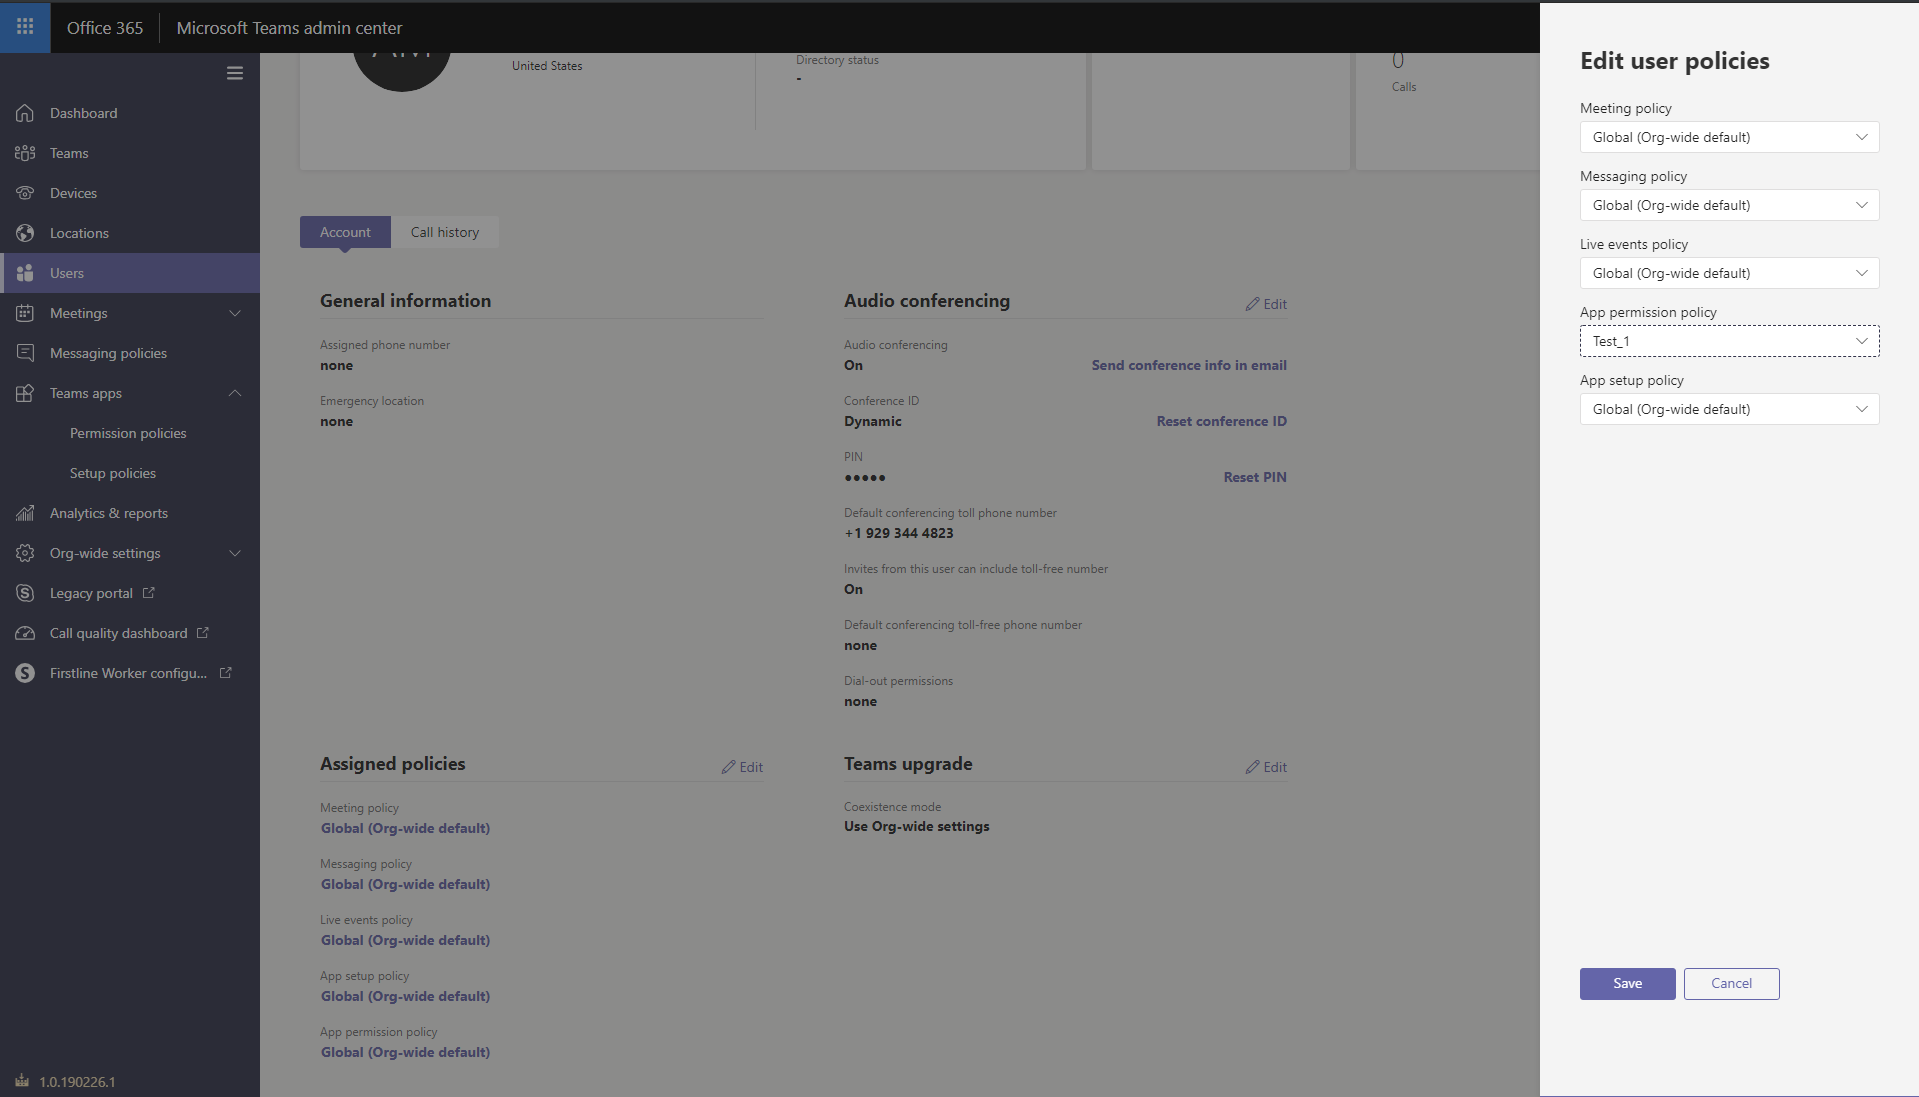 Office 365
Microsoft Teams admin center
Dashboard
Teams
Devices
Locations
Users
Meetings
Messaging policies
Teams apps
Permission policies
Setup policies
Analytics & reports
Org-wide settings
Legacy portal
Call quality dashboard
Firstline Worker configu...
1.0.190226.1
United States
Directory status
-
0
Calls
Account
Call history
General information
Assigned phone number
none
Emergency location
none
Audio conferencing
Edit
Audio conferencing
On
Send conference info in email
Conference ID
Dynamic
Reset conference ID
PIN
●●●●●
Reset PIN
Default conferencing toll phone number
+1 929 344 4823
Invites from this user can include toll-free number
On
Default conferencing toll-free phone number
none
Dial-out permissions
none
Assigned policies
Edit
Meeting policy
Global (Org-wide default)
Messaging policy
Global (Org-wide default)
Live events policy
Global (Org-wide default)
App setup policy
Global (Org-wide default)
App permission policy
Global (Org-wide default)
Teams upgrade
Edit
Coexistence mode
Use Org-wide settings
Edit user policies
Meeting policy
Global (Org-wide default)
Messaging policy
Global (Org-wide default)
Live events policy
Global (Org-wide default)
App permission policy
Test_1
App setup policy
Global (Org-wide default)
Save
Cancel